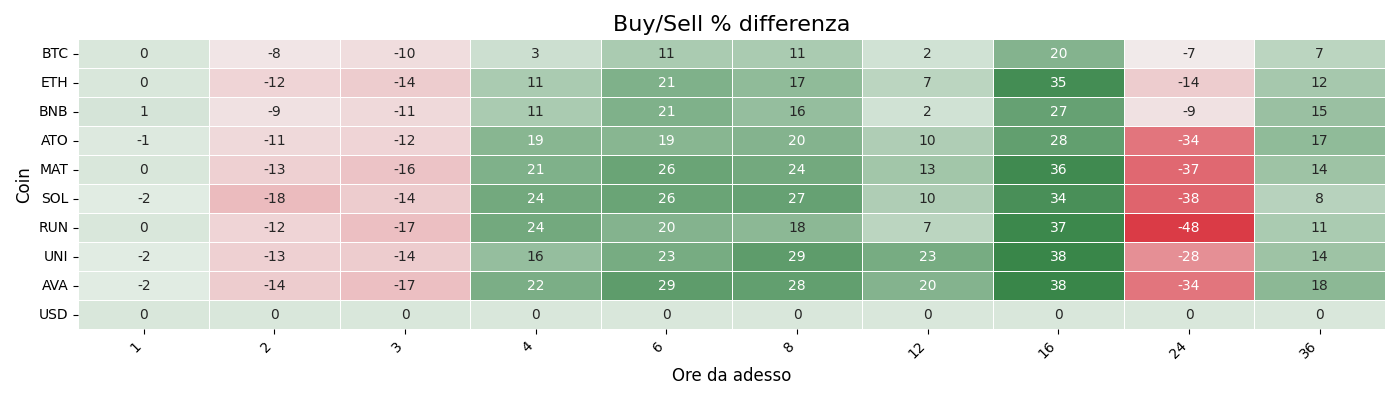 Buy/Sell % differenza
Coin
BTC 0 -8 -10 3 11 11 2 20 -7 7
ETH 0 -12 -14 11 21 17 7 35 -14 12
BNB 1 -9 -11 11 21 16 2 27 -9 15
ATO -1 -11 -12 19 19 20 10 28 -34 17
MAT 0 -13 -16 21 26 24 13 36 -37 14
SOL -2 -18 -14 24 26 27 10 34 -38 8
RUN 0 -12 -17 24 20 18 7 37 -48 11
UNI -2 -13 -14 16 23 29 23 38 -28 14
AVA -2 -14 -17 22 29 28 20 38 -34 18
USD 0 0 0 0 0 0 0 0 0 0
1 2 3 4 6 8 12 16 24 36
Ore da adesso